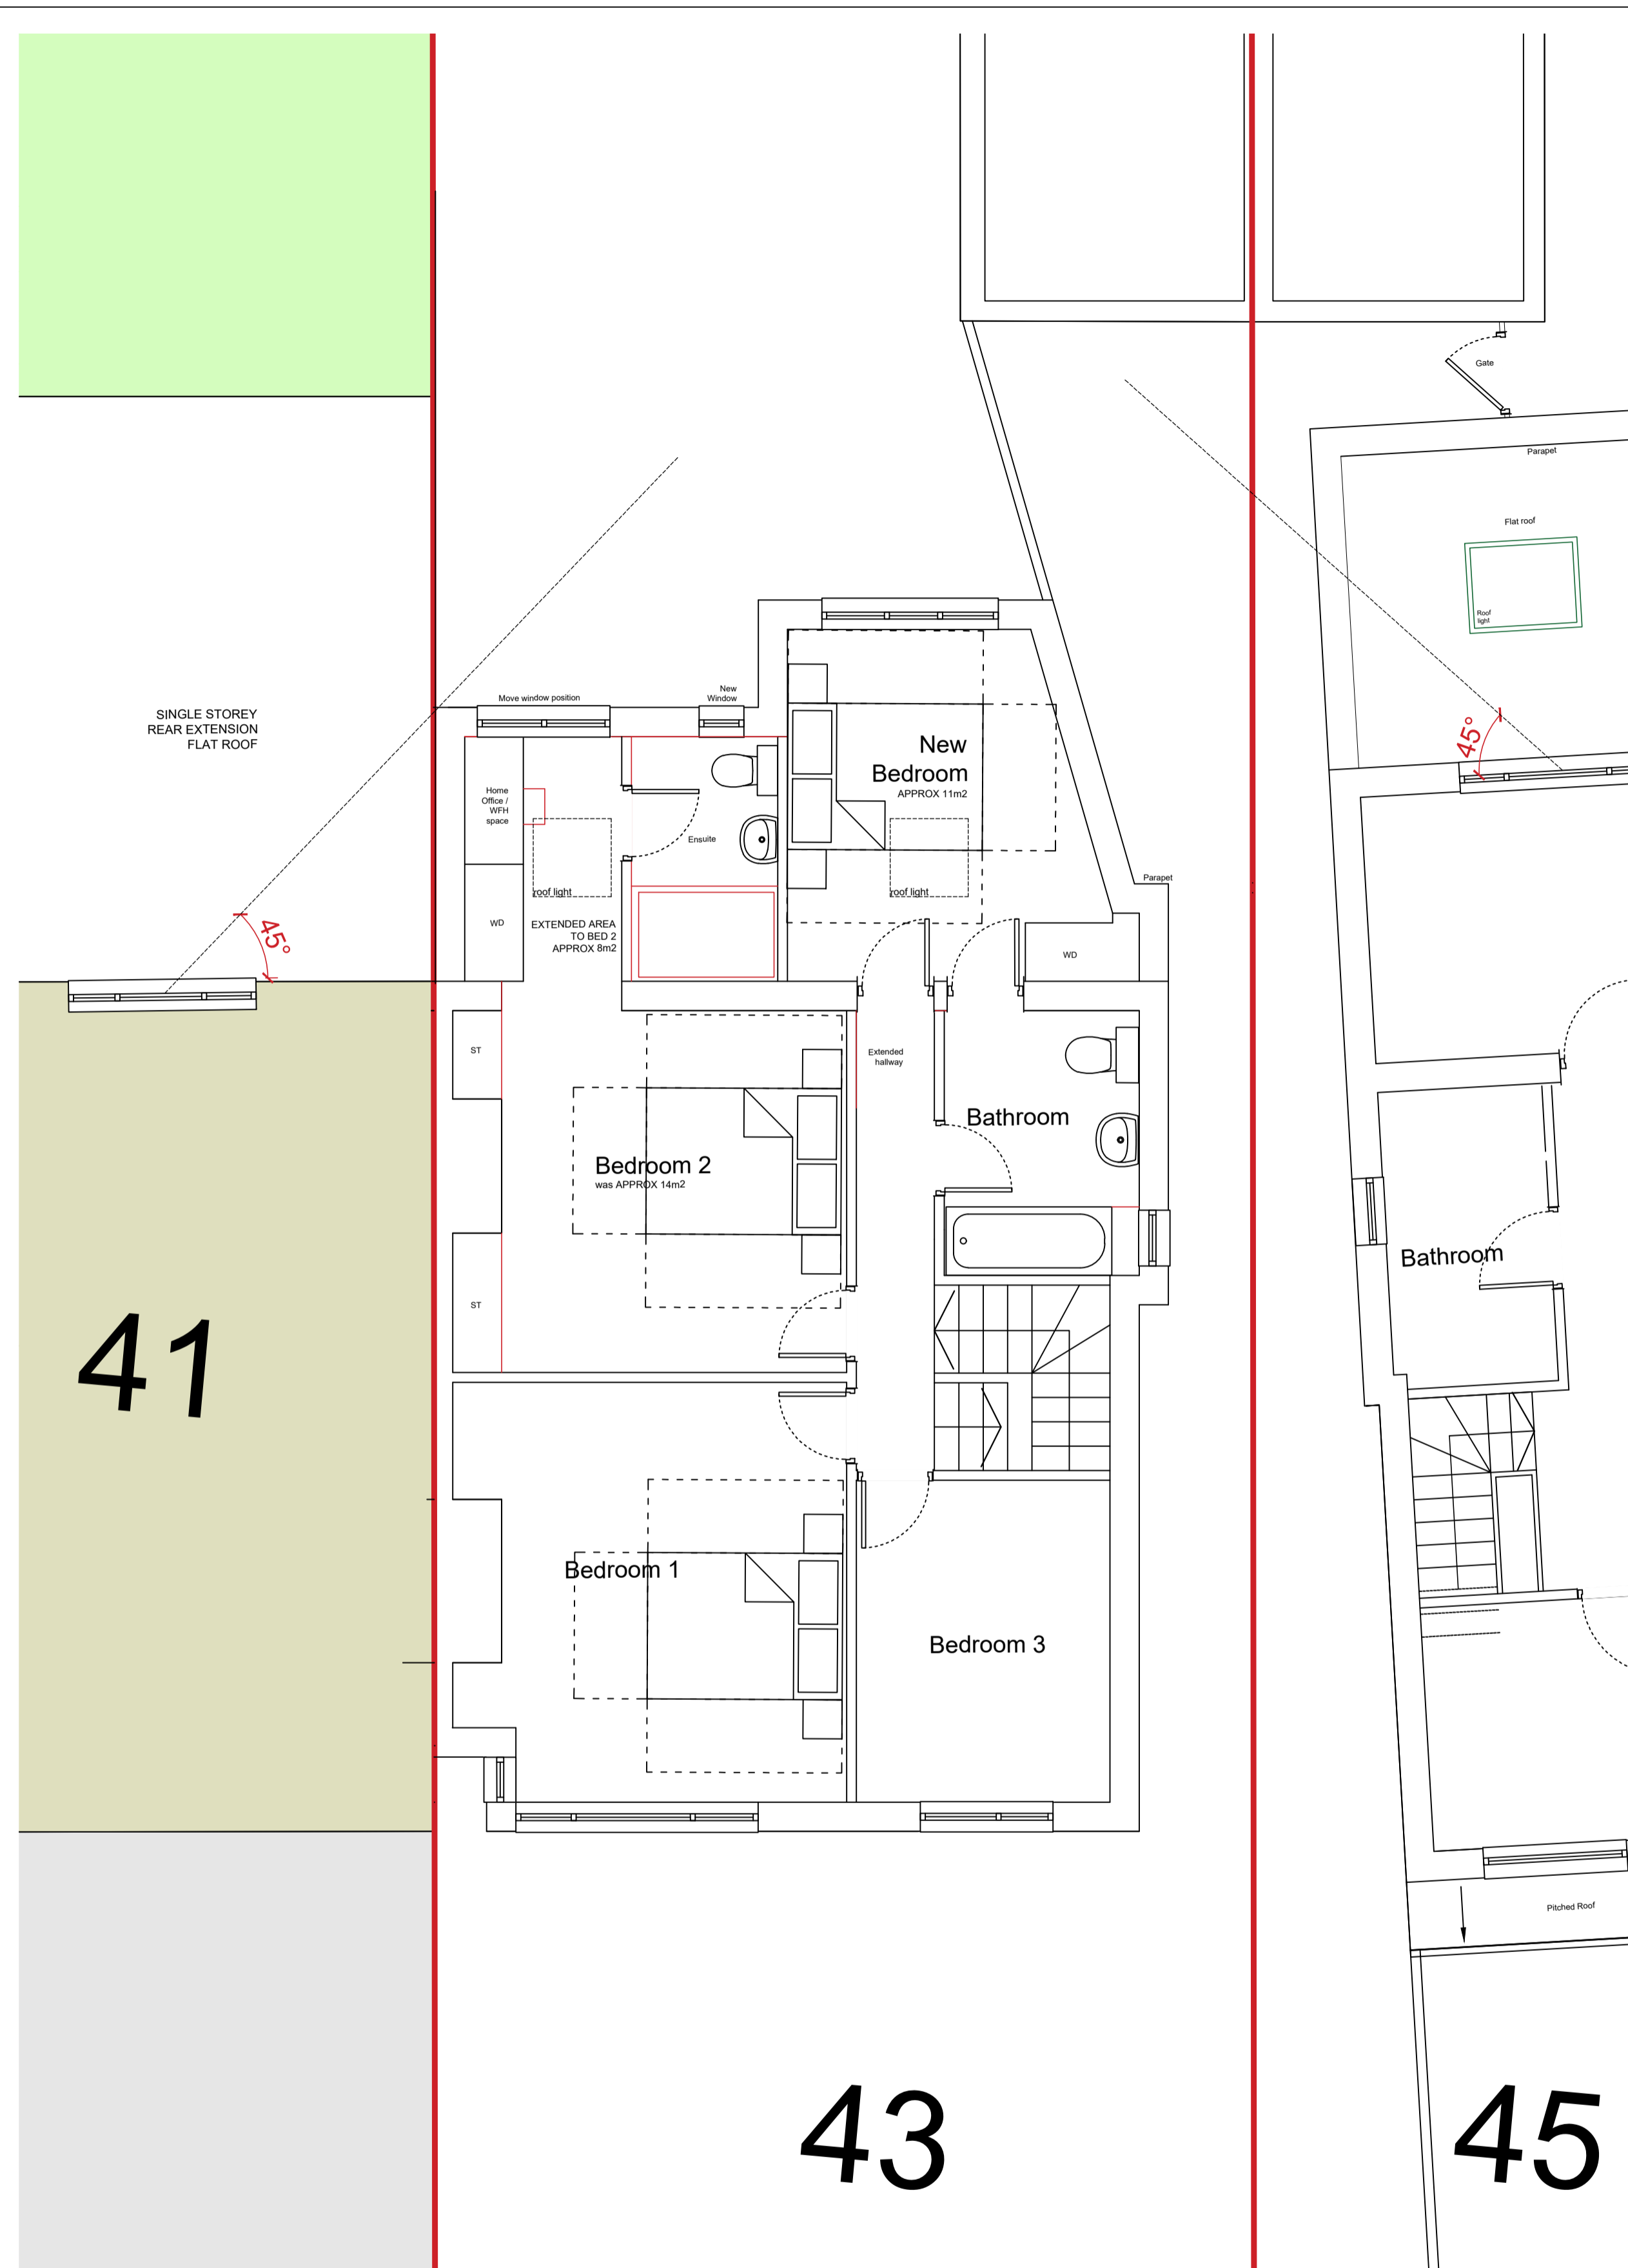 Gate
Parapet
Flat roof
Roof
light
45°
New
Window
Move window position
SINGLE STOREY
REAR EXTENSION
FLAT ROOF
New
Bedroom
APPROX 11m2
Home
Office /
WFH
space
Ensuite
roof light
roof light
Parapet
WD
EXTENDED AREA
TO BED 2
APPROX 8m2
45°
WD
ST
Extended
hallway
Bathroom
Bedroom 2
was APPROX 14m2
Bathroom
ST
41
Bedroom 1
Bedroom 3
Pitched Roof
43
45